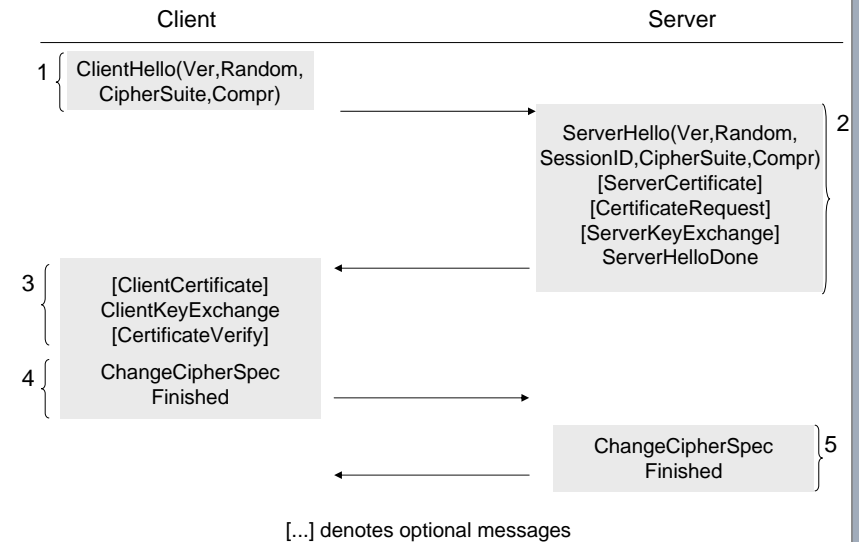 Client
Server
1
ClientHello(Ver,Random,
CipherSuite,Compr)
2
ServerHello(Ver,Random,
SessionID,CipherSuite,Compr)
[ServerCertificate]
[CertificateRequest]
[ServerKeyExchange]
ServerHelloDone
3
[ClientCertificate]
ClientKeyExchange
[CertificateVerify]
4
ChangeCipherSpec
Finished
5
ChangeCipherSpec
Finished
[...] denotes optional messages